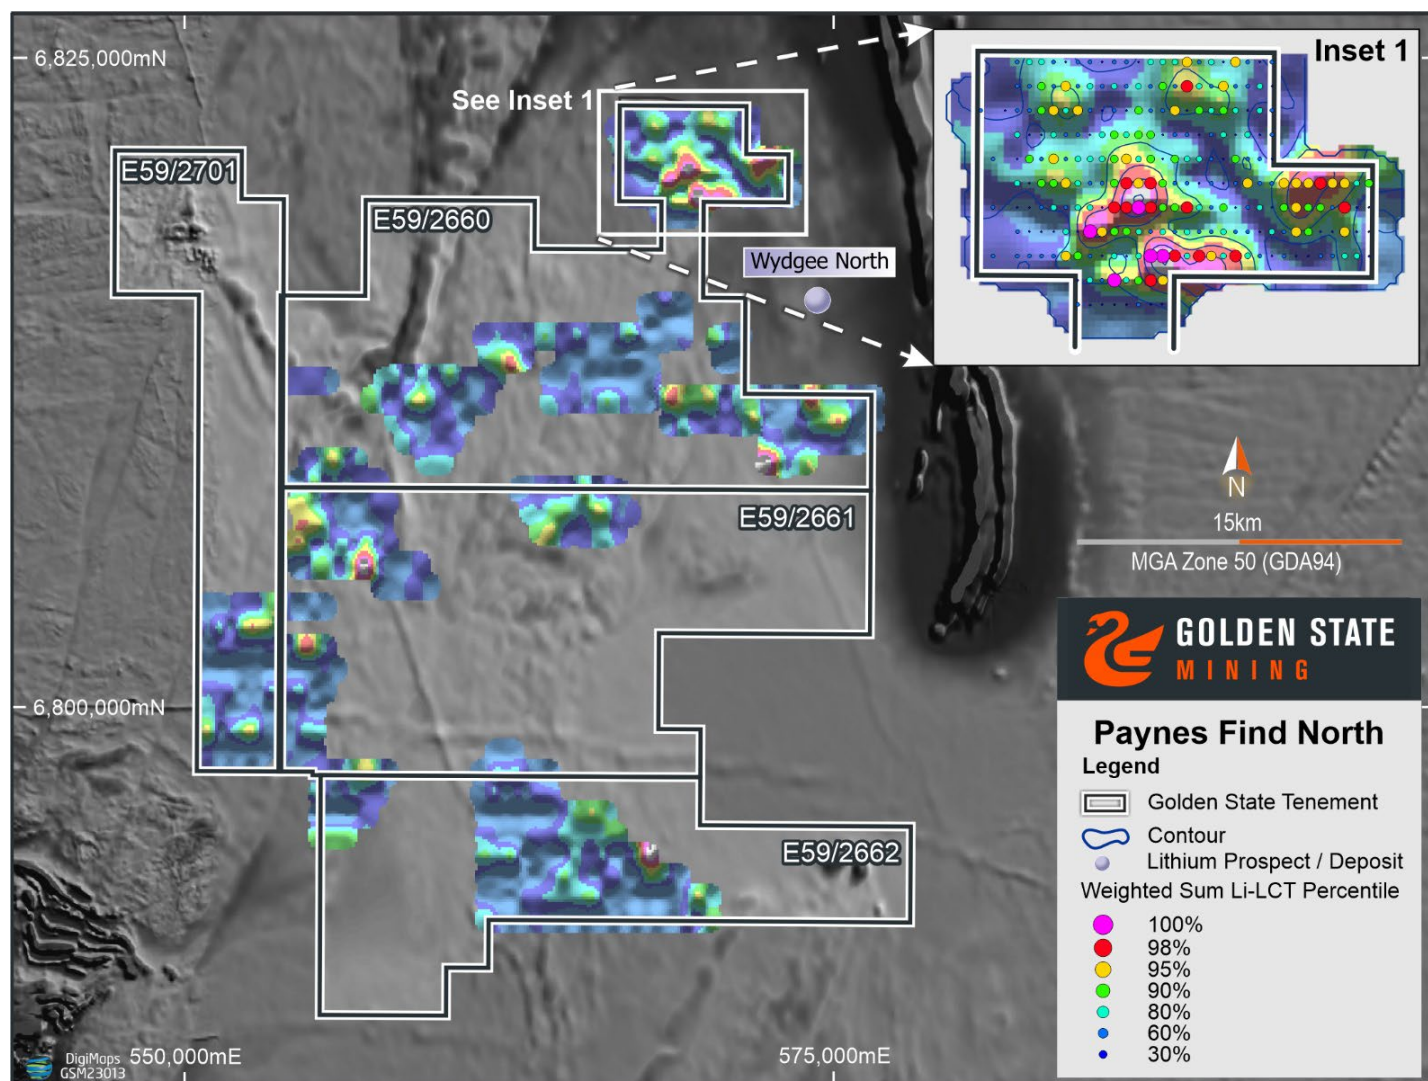 6,825,000mN
See Inset 1
Inset 1
E59/2701
E59/2660
Wydgee North
E59/2661
N
15km
MGA Zone 50 (GDA94)
GOLDEN STATE
MINING
6,800,000mN
Paynes Find North
Legend
Golden State Tenement
Contour
Lithium Prospect / Deposit
Weighted Sum Li-LCT Percentile
100%
98%
95%
90%
80%
60%
30%
E59/2662
DigiMaps
GSM23013
550,000mE
575,000mE